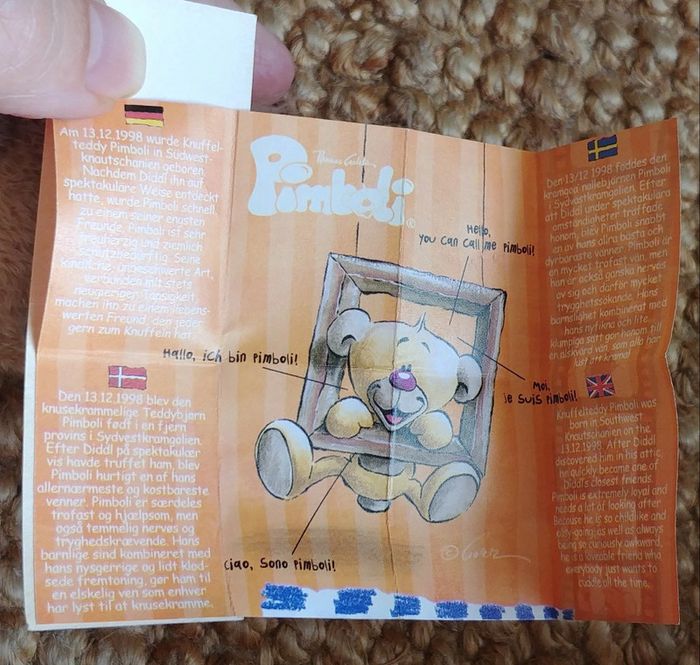 Am 13.12.1998 wurde Knuffel-
teddy Pimboli in Südwest-
knautschanien geboren.
Nachdem Diddl ihn auf
spektakuläre Weise entdeckt
hatte, wurde Pimboli schnell
zu einem seiner engsten
Freunde. Pimboli ist sehr
treuherzig und ziemlich
schutzbedürftig. Seine
kindliche, ungeschwerte Art,
verbunden mit stets
neugieriger Tapsigkeit
machen ihn zu einem liebens-
werten Freund, den jeder
gern zum Knuffeln hat.
Den 13.12.1998 blev den
knusekrammelige Teddybjørn
Pimboli født i en fjern
provins i Sydvestkramgolien.
Efter Diddl på spektakulær
vis havde truffet ham, blev
Pimboli hurtigt en af hans
allernærmeste og kostbareste
venner. Pimboli er særdeles
trofast og hjælpsom, men
også temmelig nervøs og
tryghedskrævende. Hans
barnlige sind kombineret med
hans nysgerrige og lidt klod-
sede fremtoning, gør ham til
en elskelig ven som enhver
har lyst til at knusekramme.
Thomas Goletz
Pimboli®
Hello,
you can call me Pimboli!
Hallo, ich bin Pimboli!
Moi,
je suis Pimboli!
Ciao, sono Pimboli!
© Goletz
Den 13/12 1998 föddes den
kramgoa nallebjörnen Pimboli
i Sydvestkramgolien. Efter
att Diddl under spektakulära
omständigheter träffade
honom, blev Pimboli snabbt
en av hans allra bästa och
dyrbaraste vänner. Pimboli är
en mycket trofast vän, men
han är också ganska nervös
av sig och därför mycket
trygghetssökande. Hans
barnslighet kombinerat med
hans nyfikna och lite
klumpiga sätt gör honom till
en älskvärd vän som alla har
lust att krama!
Knuffelteddy Pimboli was
born in Southwest
Knautschanien on the
13.12.1998. After Diddl
discovered him in his attic,
he quickly became one of
Diddl's closest friends.
Pimboli is extremely loyal and
needs a lot of looking after.
Because he is so childlike and
easy-going as well as always
being so curiously awkward,
he is a loveable friend who
everybody just wants to
cuddle all the time.